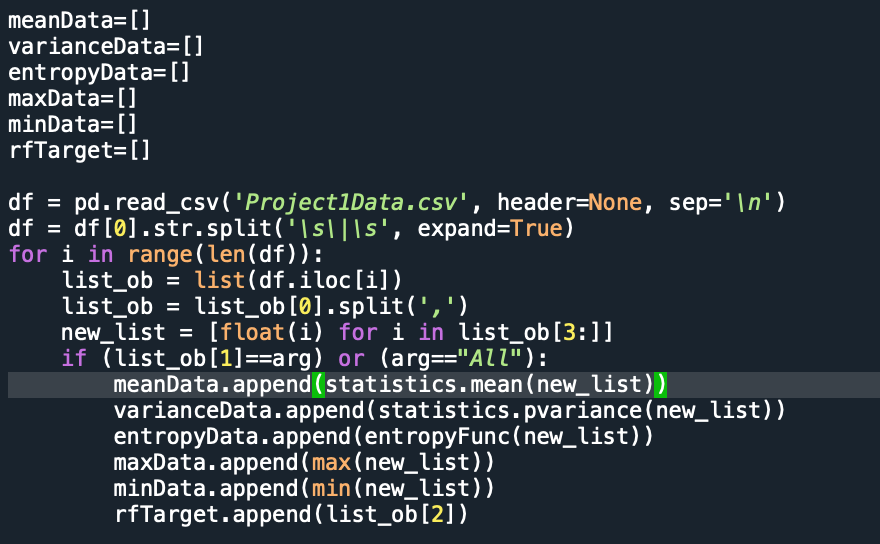 meanData=[]
varianceData=[]
entropyData=[]
maxData=[]
minData=[]
rfTarget=[]

df = pd.read_csv('Project1Data.csv', header=None, sep='\n')
df = df[0].str.split('\s\|\s', expand=True)
for i in range(len(df)):
    list_ob = list(df.iloc[i])
    list_ob = list_ob[0].split(',')
    new_list = [float(i) for i in list_ob[3:]]
    if (list_ob[1]==arg) or (arg=="All"):
        meanData.append(statistics.mean(new_list))
        varianceData.append(statistics.pvariance(new_list))
        entropyData.append(entropyFunc(new_list))
        maxData.append(max(new_list))
        minData.append(min(new_list))
        rfTarget.append(list_ob[2])